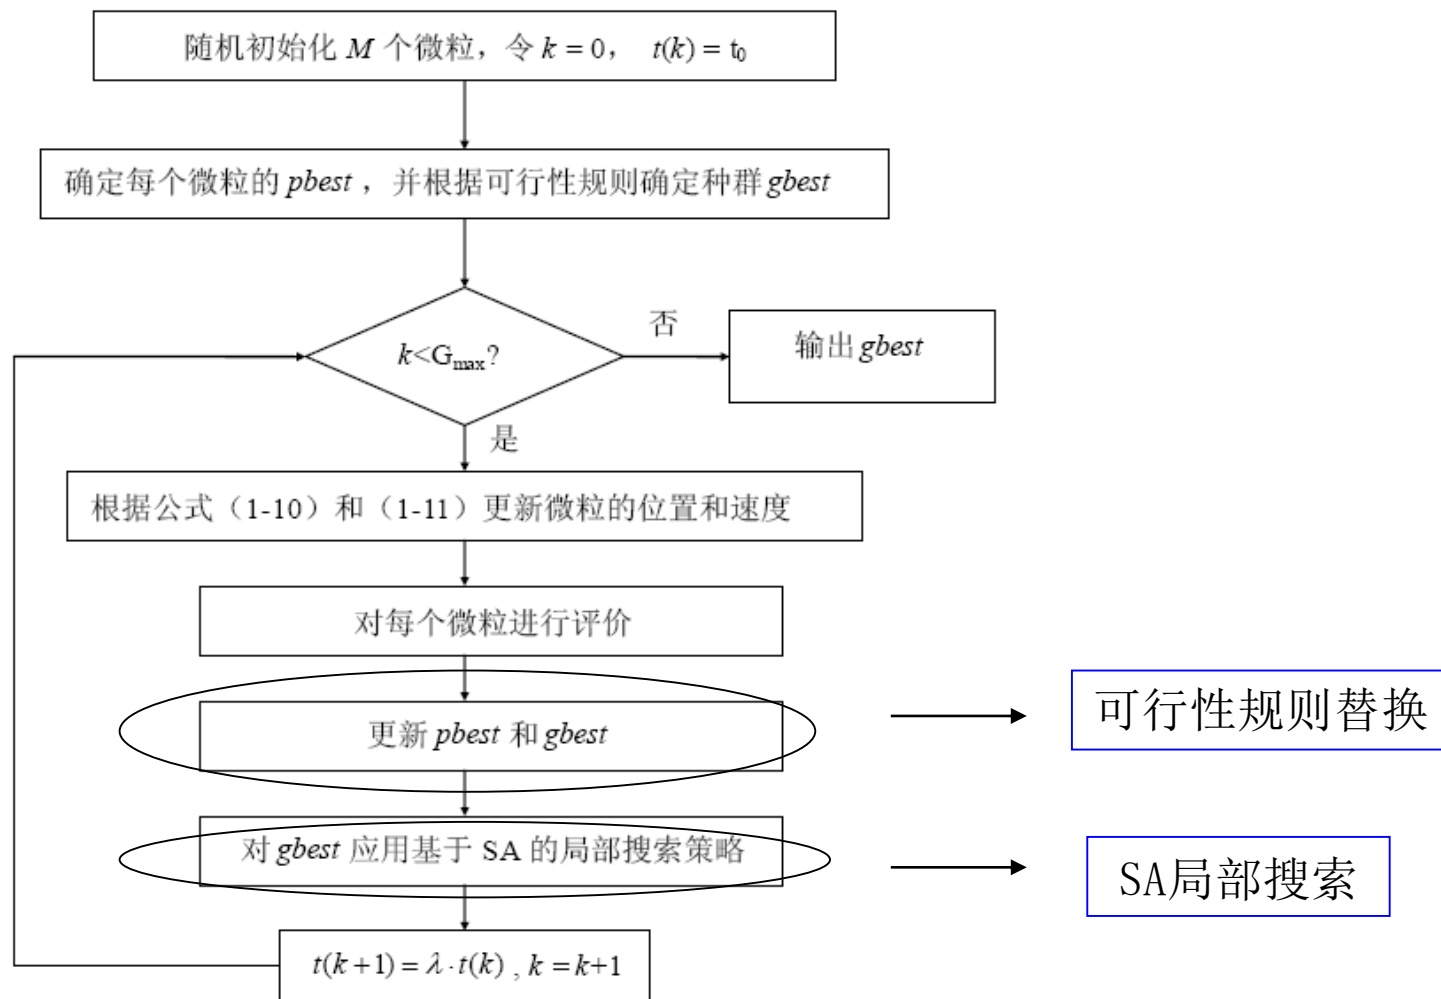 随机初始化 M 个微粒，令 k = 0， t(k) = t₀
确定每个微粒的 pbest ，并根据可行性规则确定种群 gbest
k<Gmax?
否
输出 gbest
是
根据公式（1-10）和（1-11）更新微粒的位置和速度
对每个微粒进行评价
更新 pbest 和 gbest
可行性规则替换
对 gbest 应用基于 SA 的局部搜索策略
SA局部搜索
t(k+1) = λ·t(k) , k = k+1